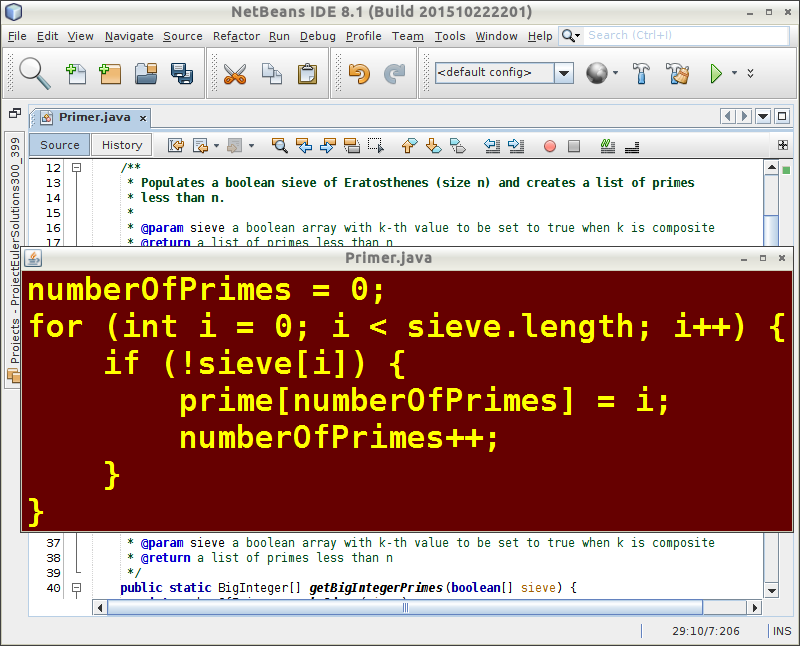 NetBeans IDE 8.1 (Build 201510222201)
File Edit View Navigate Source Refactor Run Debug Profile Team Tools Window Help Search (Ctrl+I)
<default config>
Primer.java
Source History
Projects - ProjectEulerSolutions300_399
12 /**
13 * Populates a boolean sieve of Eratosthenes (size n) and creates a list of primes
14 * less than n.
15 *
16 * @param sieve a boolean array with k-th value to be set to true when k is composite
17 * @return a list of primes less than n
Primer.java
numberOfPrimes = 0;
for (int i = 0; i < sieve.length; i++) {
    if (!sieve[i]) {
        prime[numberOfPrimes] = i;
        numberOfPrimes++;
    }
}
37 * @param sieve a boolean array with k-th value to be set to true when k is composite
38 * @return a list of primes less than n
39 */
40 public static BigInteger[] getBigIntegerPrimes(boolean[] sieve) {
29:10/7:206 INS